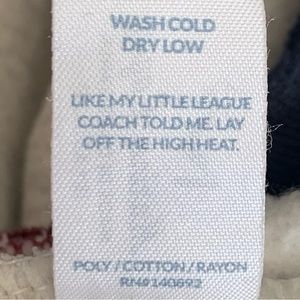 WASH COLD
DRY LOW
LIKE MY LITTLE LEAGUE
COACH TOLD ME. LAY
OFF THE HIGH HEAT.
POLY / COTTON / RAYON
RN# 140892